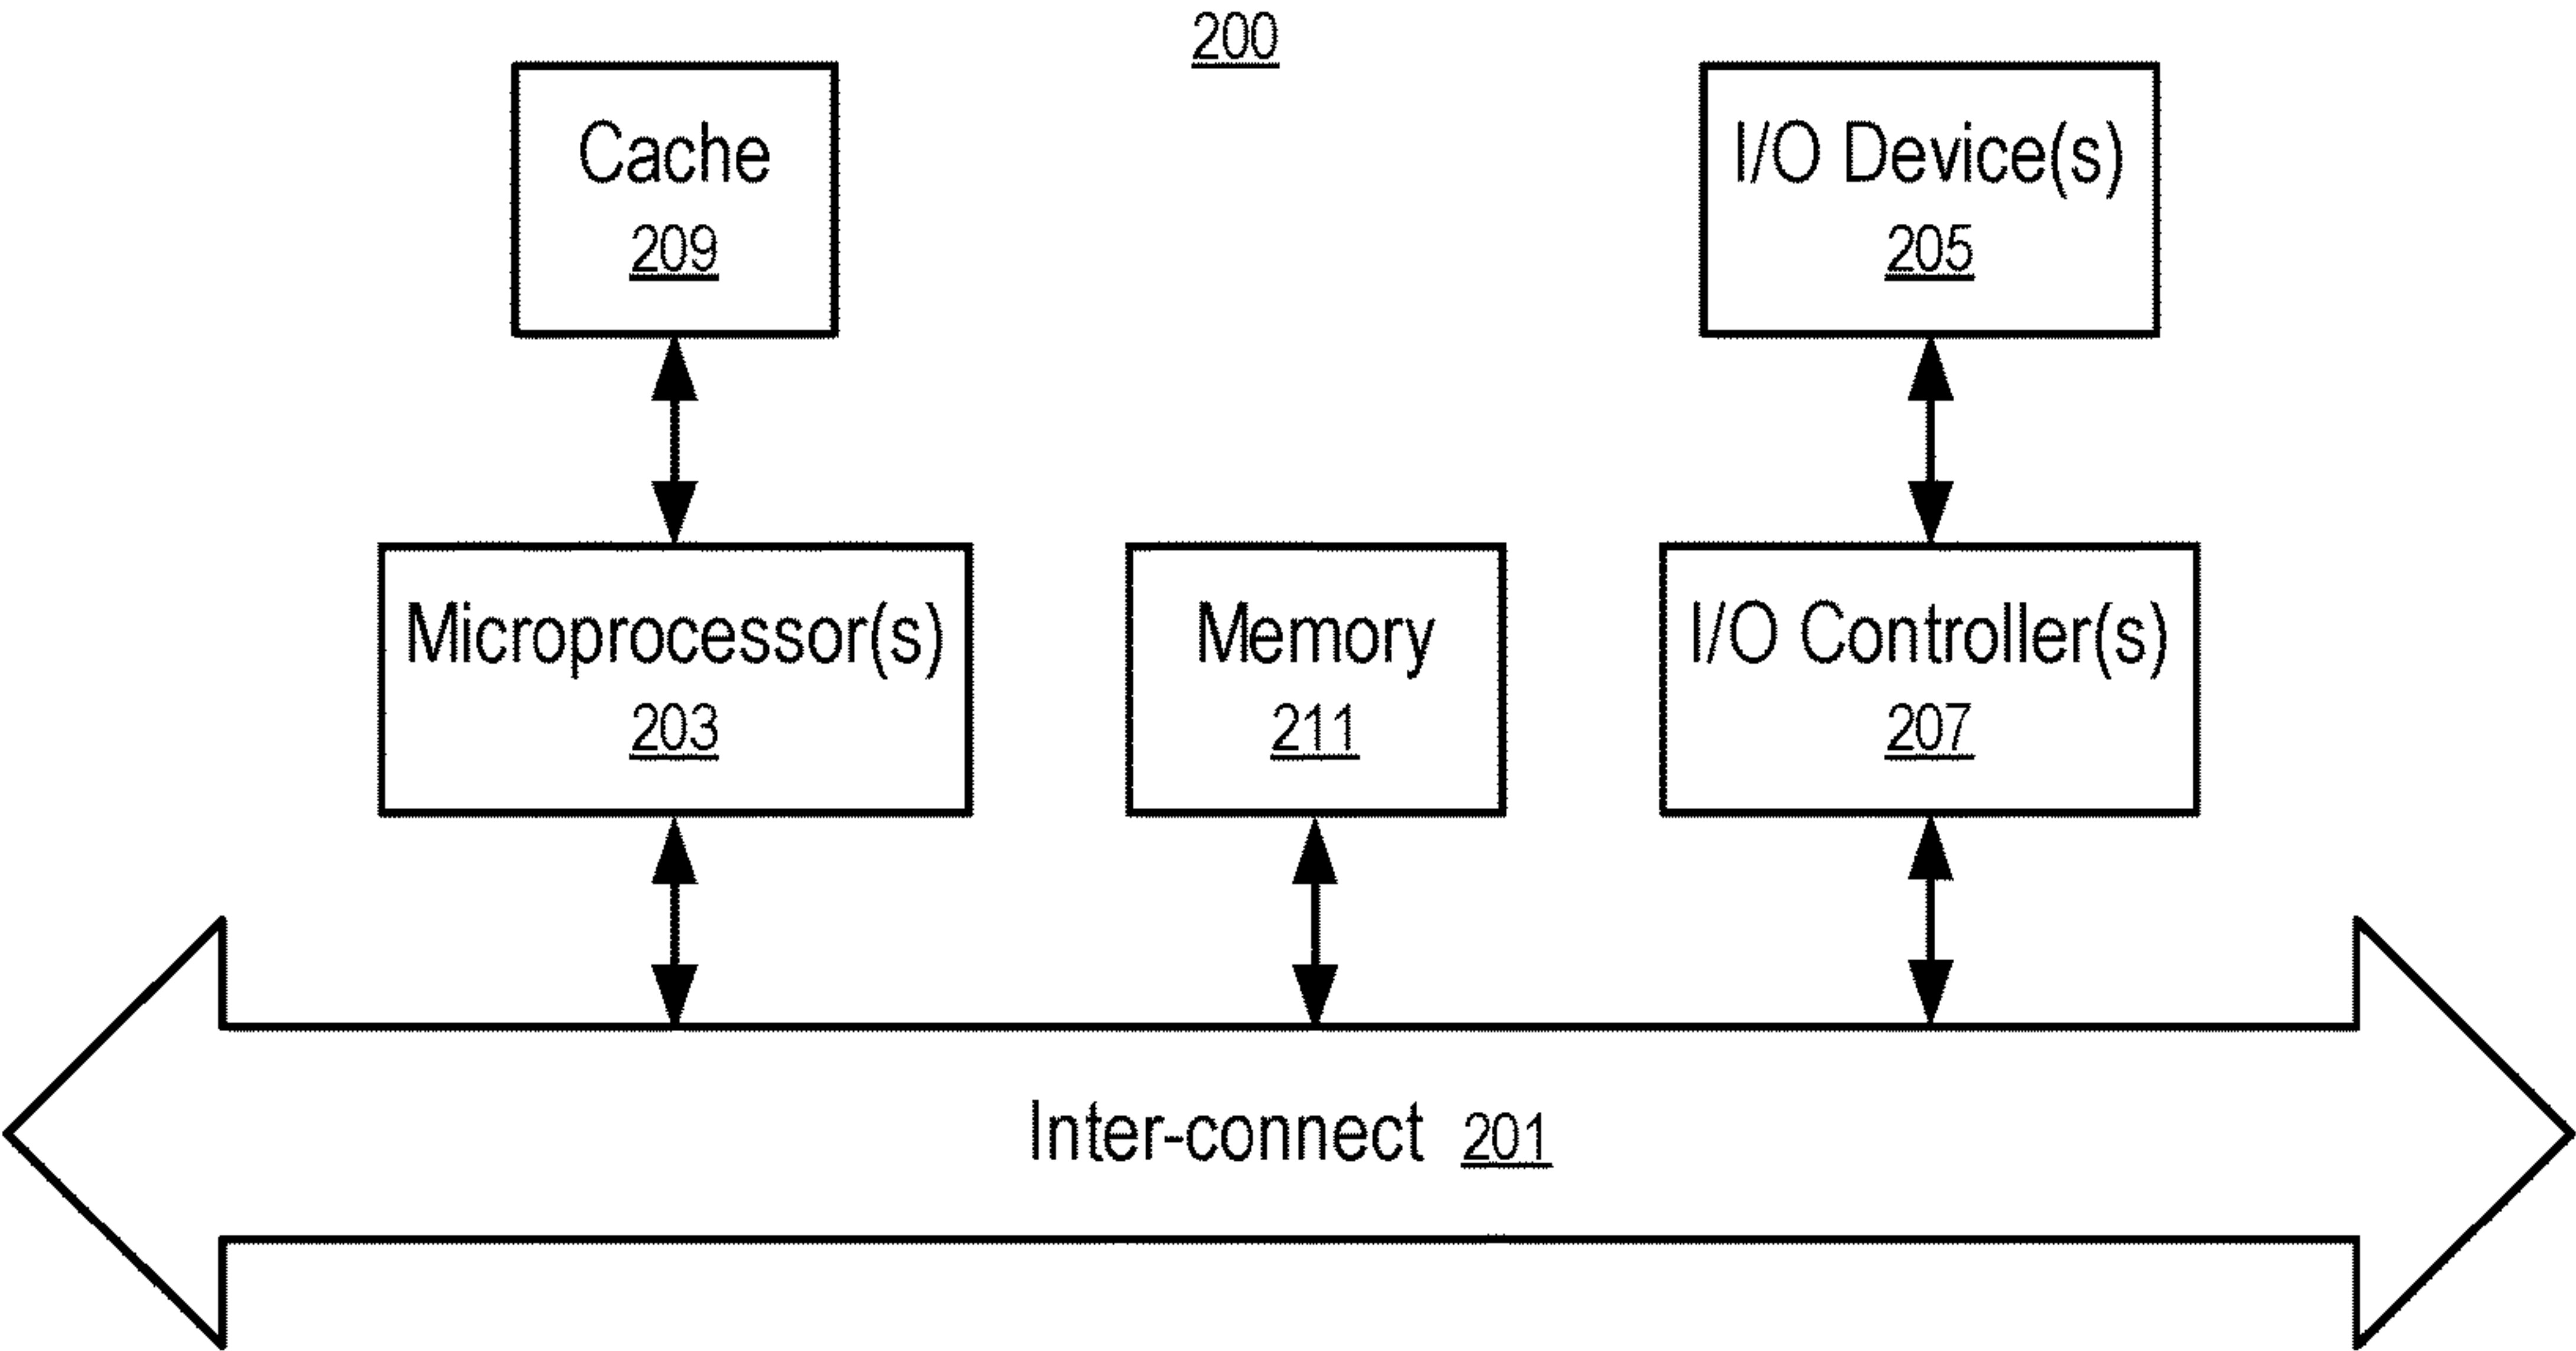 200
Cache
209
I/O Device(s)
205
Microprocessor(s)
203
Memory
211
I/O Controller(s)
207
Inter-connect 201